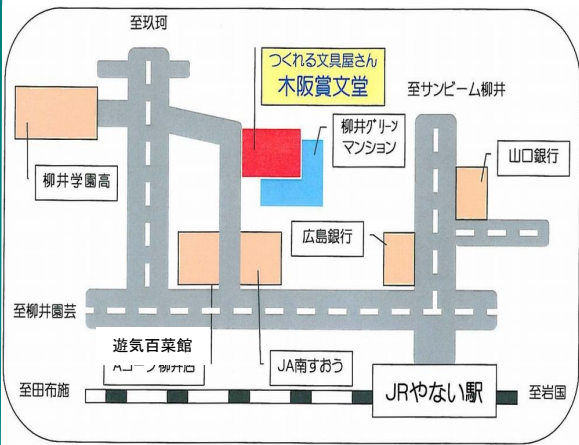 至玖珂
つくれる文具屋さん
木阪賞文堂
至サンビーム柳井
柳井グリーン
マンション
山口銀行
柳井学園高
広島銀行
至柳井園芸
遊気百菜館
JA南すおう
至田布施
JRやない駅
至岩国